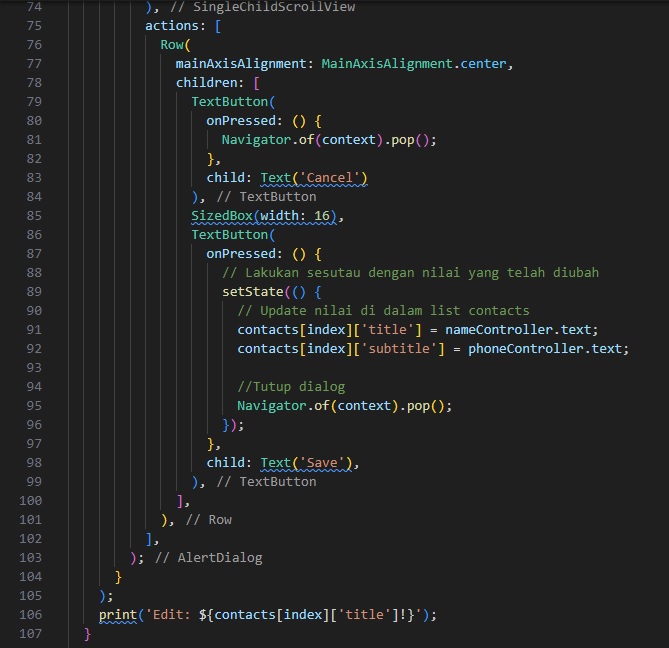 74 ), // SingleChildScrollView
75 actions: [
76 Row(
77 mainAxisAlignment: MainAxisAlignment.center,
78 children: [
79 TextButton(
80 onPressed: () {
81 Navigator.of(context).pop();
82 },
83 child: Text('Cancel')
84 ), // TextButton
85 SizedBox(width: 16),
86 TextButton(
87 onPressed: () {
88 // Lakukan sesutau dengan nilai yang telah diubah
89 setState(() {
90 // Update nilai di dalam list contacts
91 contacts[index]['title'] = nameController.text;
92 contacts[index]['subtitle'] = phoneController.text;
93
94 //Tutup dialog
95 Navigator.of(context).pop();
96 });
97 },
98 child: Text('Save'),
99 ), // TextButton
100 ],
101 ), // Row
102 ],
103 ); // AlertDialog
104 }
105 );
106 print('Edit: ${contacts[index]['title']!}');
107 }